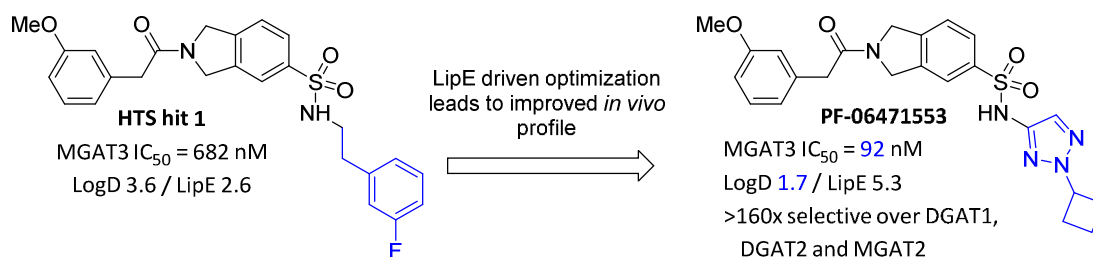 MeO
O
N
S
O
O
NH
F
HTS hit 1
MGAT3 IC50 = 682 nM
LogD 3.6 / LipE 2.6
LipE driven optimization
leads to improved in vivo
profile
MeO
O
N
S
O
O
NH
N
N
N
PF-06471553
MGAT3 IC50 = 92 nM
LogD 1.7 / LipE 5.3
>160x selective over DGAT1,
DGAT2 and MGAT2